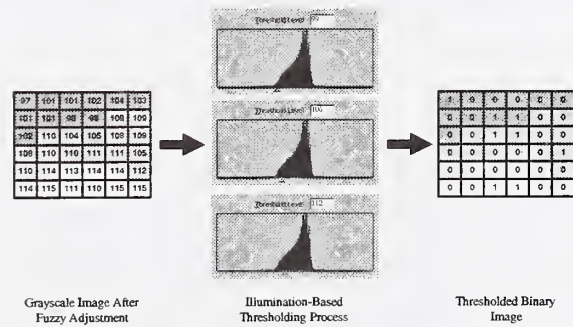 Threshold Level 99
97 101 101 102 104 103
101 101 98 98 108 109
102 110 104 105 108 109
108 110 110 111 111 105
110 114 113 114 114 112
114 115 111 110 115 115
Threshold Level 106
1 0 0 0 0 0
0 0 1 1 0 0
0 0 1 1 0 0
0 0 0 0 0 1
0 0 0 0 0 0
0 0 1 1 0 0
Threshold Level 112
Grayscale Image After
Fuzzy Adjustment
Illumination-Based
Thresholding Process
Thresholded Binary
Image